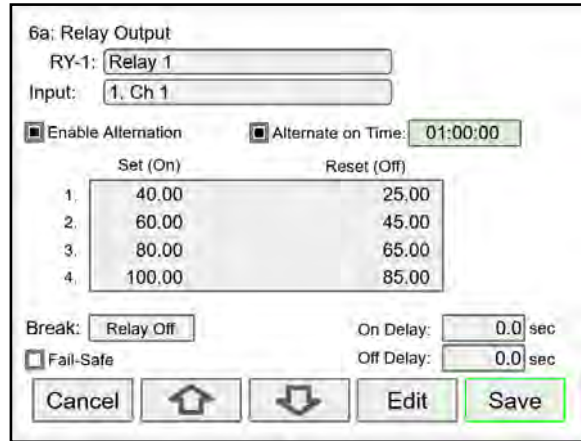 6a: Relay Output
RY-1: Relay 1
Input: 1, Ch 1
Enable Alternation Alternate on Time: 01:00:00
Set (On) Reset (Off)
1. 40.00 25.00
2. 60.00 45.00
3. 80.00 65.00
4. 100.00 85.00
Break: Relay Off On Delay: 0.0 sec
Fail-Safe Off Delay: 0.0 sec
Cancel Edit Save